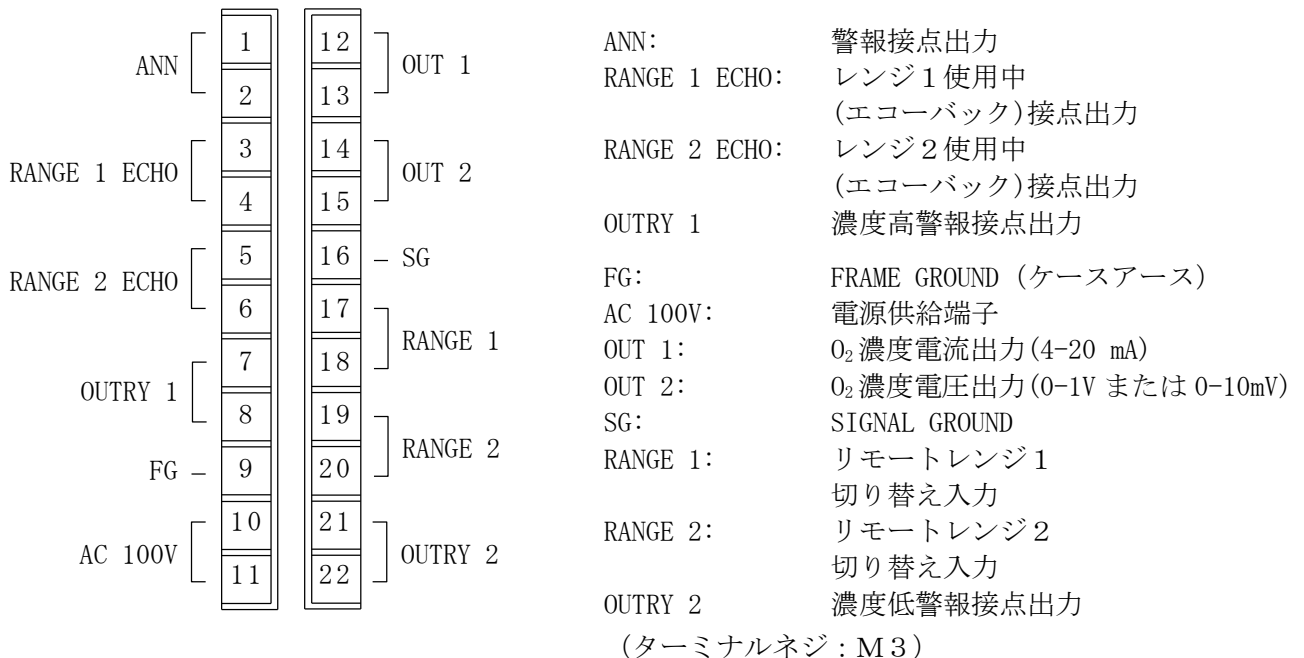 ANN
1
2
RANGE 1 ECHO
3
4
RANGE 2 ECHO
5
6
OUTRY 1
7
8
FG
9
AC 100V
10
11
12
13
OUT 1
14
15
OUT 2
16
SG
17
18
RANGE 1
19
20
RANGE 2
21
22
OUTRY 2
ANN: 警報接点出力
RANGE 1 ECHO: レンジ１使用中
(エコーバック)接点出力
RANGE 2 ECHO: レンジ２使用中
(エコーバック)接点出力
OUTRY 1 濃度高警報接点出力
FG: FRAME GROUND (ケースアース)
AC 100V: 電源供給端子
OUT 1: O₂濃度電流出力(4-20 mA)
OUT 2: O₂濃度電圧出力(0-1V または 0-10mV)
SG: SIGNAL GROUND
RANGE 1: リモートレンジ１
切り替え入力
RANGE 2: リモートレンジ２
切り替え入力
OUTRY 2 濃度低警報接点出力
(ターミナルネジ：Ｍ３)